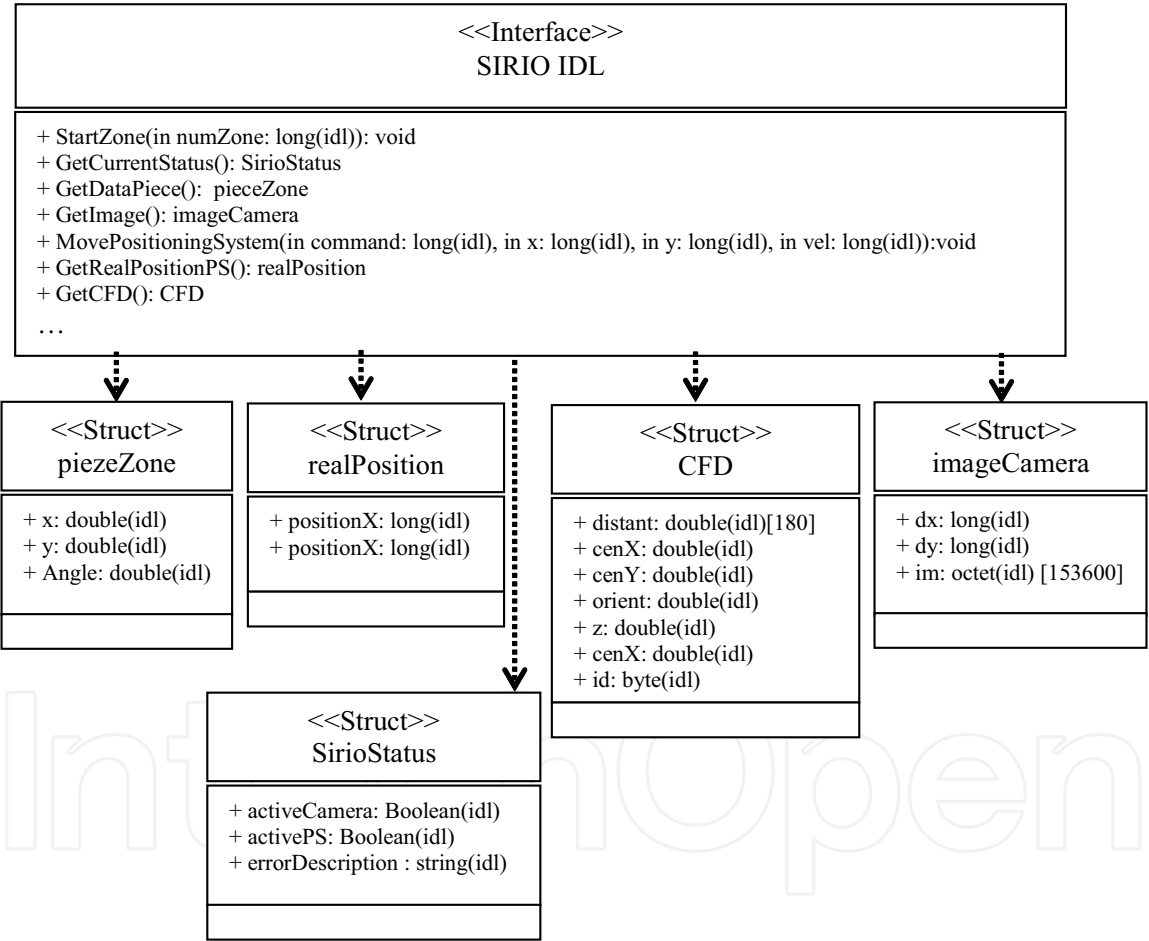 <<Interface>>
SIRIO IDL
+ StartZone(in numZone: long(idl)): void
+ GetCurrentStatus(): SirioStatus
+ GetDataPiece(): pieceZone
+ GetImage(): imageCamera
+ MovePositioningSystem(in command: long(idl), in x: long(idl), in y: long(idl), in vel: long(idl)):void
+ GetRealPositionPS(): realPosition
+ GetCFD(): CFD
…
<<Struct>>
piezeZone
+ x: double(idl)
+ y: double(idl)
+ Angle: double(idl)
<<Struct>>
realPosition
+ positionX: long(idl)
+ positionX: long(idl)
<<Struct>>
CFD
+ distant: double(idl)[180]
+ cenX: double(idl)
+ cenY: double(idl)
+ orient: double(idl)
+ z: double(idl)
+ cenX: double(idl)
+ id: byte(idl)
<<Struct>>
imageCamera
+ dx: long(idl)
+ dy: long(idl)
+ im: octet(idl) [153600]
<<Struct>>
SirioStatus
+ activeCamera: Boolean(idl)
+ activePS: Boolean(idl)
+ errorDescription : string(idl)